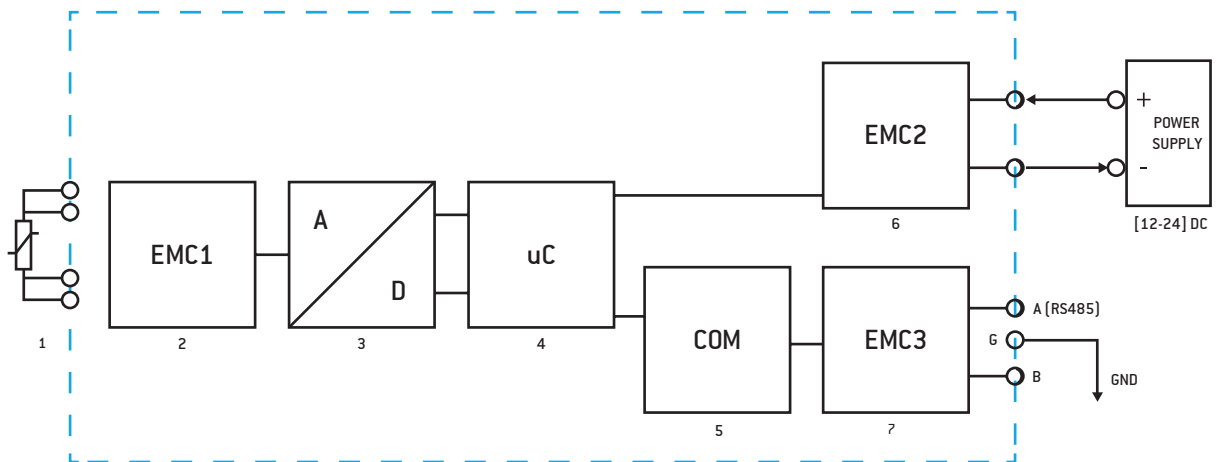 EMC2
+
POWER
SUPPLY
-
6
[12-24] DC
EMC1
A
D
uC
1
2
3
4
COM
EMC3
A (RS485)
G
B
GND
5
7